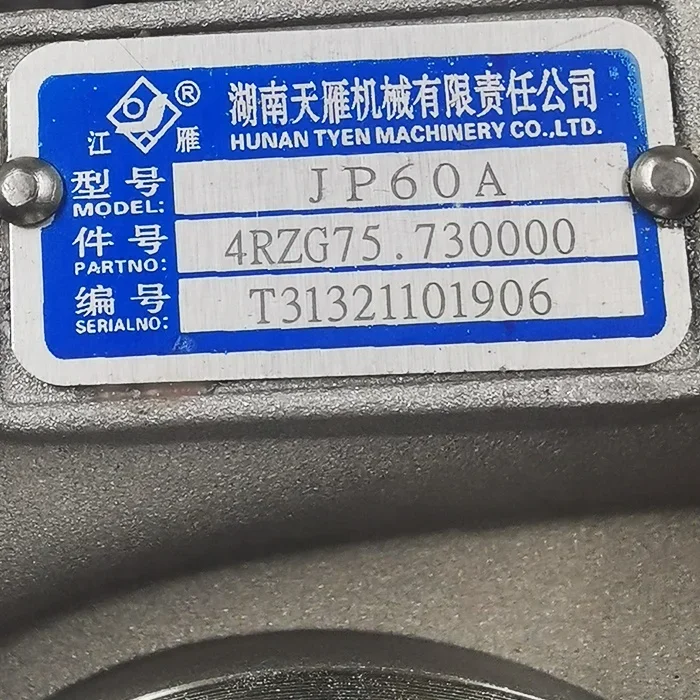 江 雁 ®
湖南天雁机械有限责任公司
HUNAN TYEN MACHINERY CO.,LTD.
型号 JP60A
MODEL:
件号 4RZG75.730000
PARTNO:
编号 T31321101906
SERIALNO: